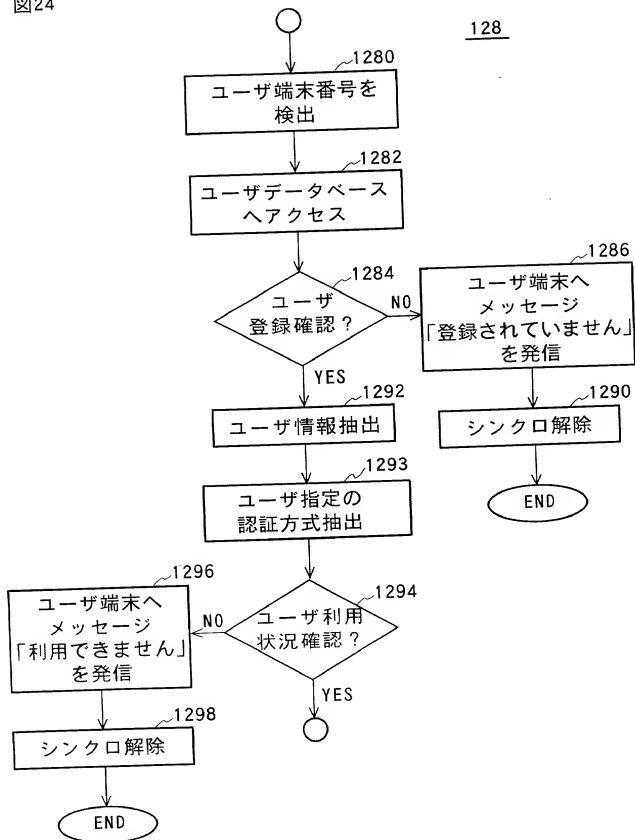 図24
128
1280
ユーザ端末番号を
検出
1282
ユーザデータベース
へアクセス
1284
ユーザ
登録確認?
NO
YES
1286
ユーザ端末へ
メッセージ
「登録されていません」
を発信
1290
シンクロ解除
END
1292
ユーザ情報抽出
1293
ユーザ指定の
認証方式抽出
1294
ユーザ利用
状況確認?
NO
YES
1296
ユーザ端末へ
メッセージ
「利用できません」
を発信
1298
シンクロ解除
END